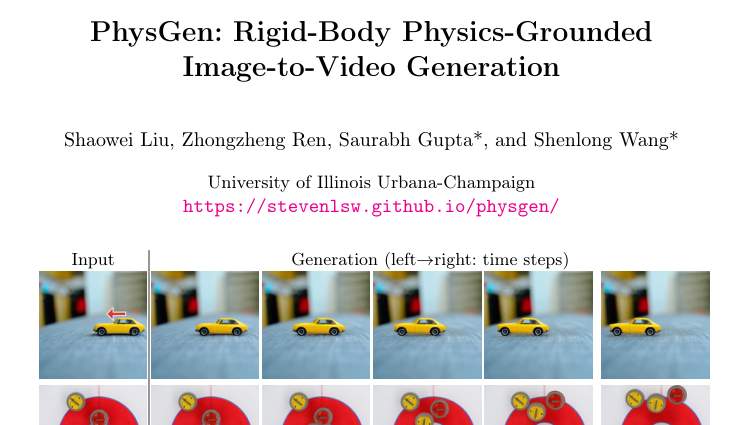 PhysGen: Rigid-Body Physics-Grounded
Image-to-Video Generation
Shaowei Liu, Zhongzheng Ren, Saurabh Gupta*, and Shenlong Wang*
University of Illinois Urbana-Champaign
https://stevenlsw.github.io/physgen/
Input
Generation (left→right: time steps)